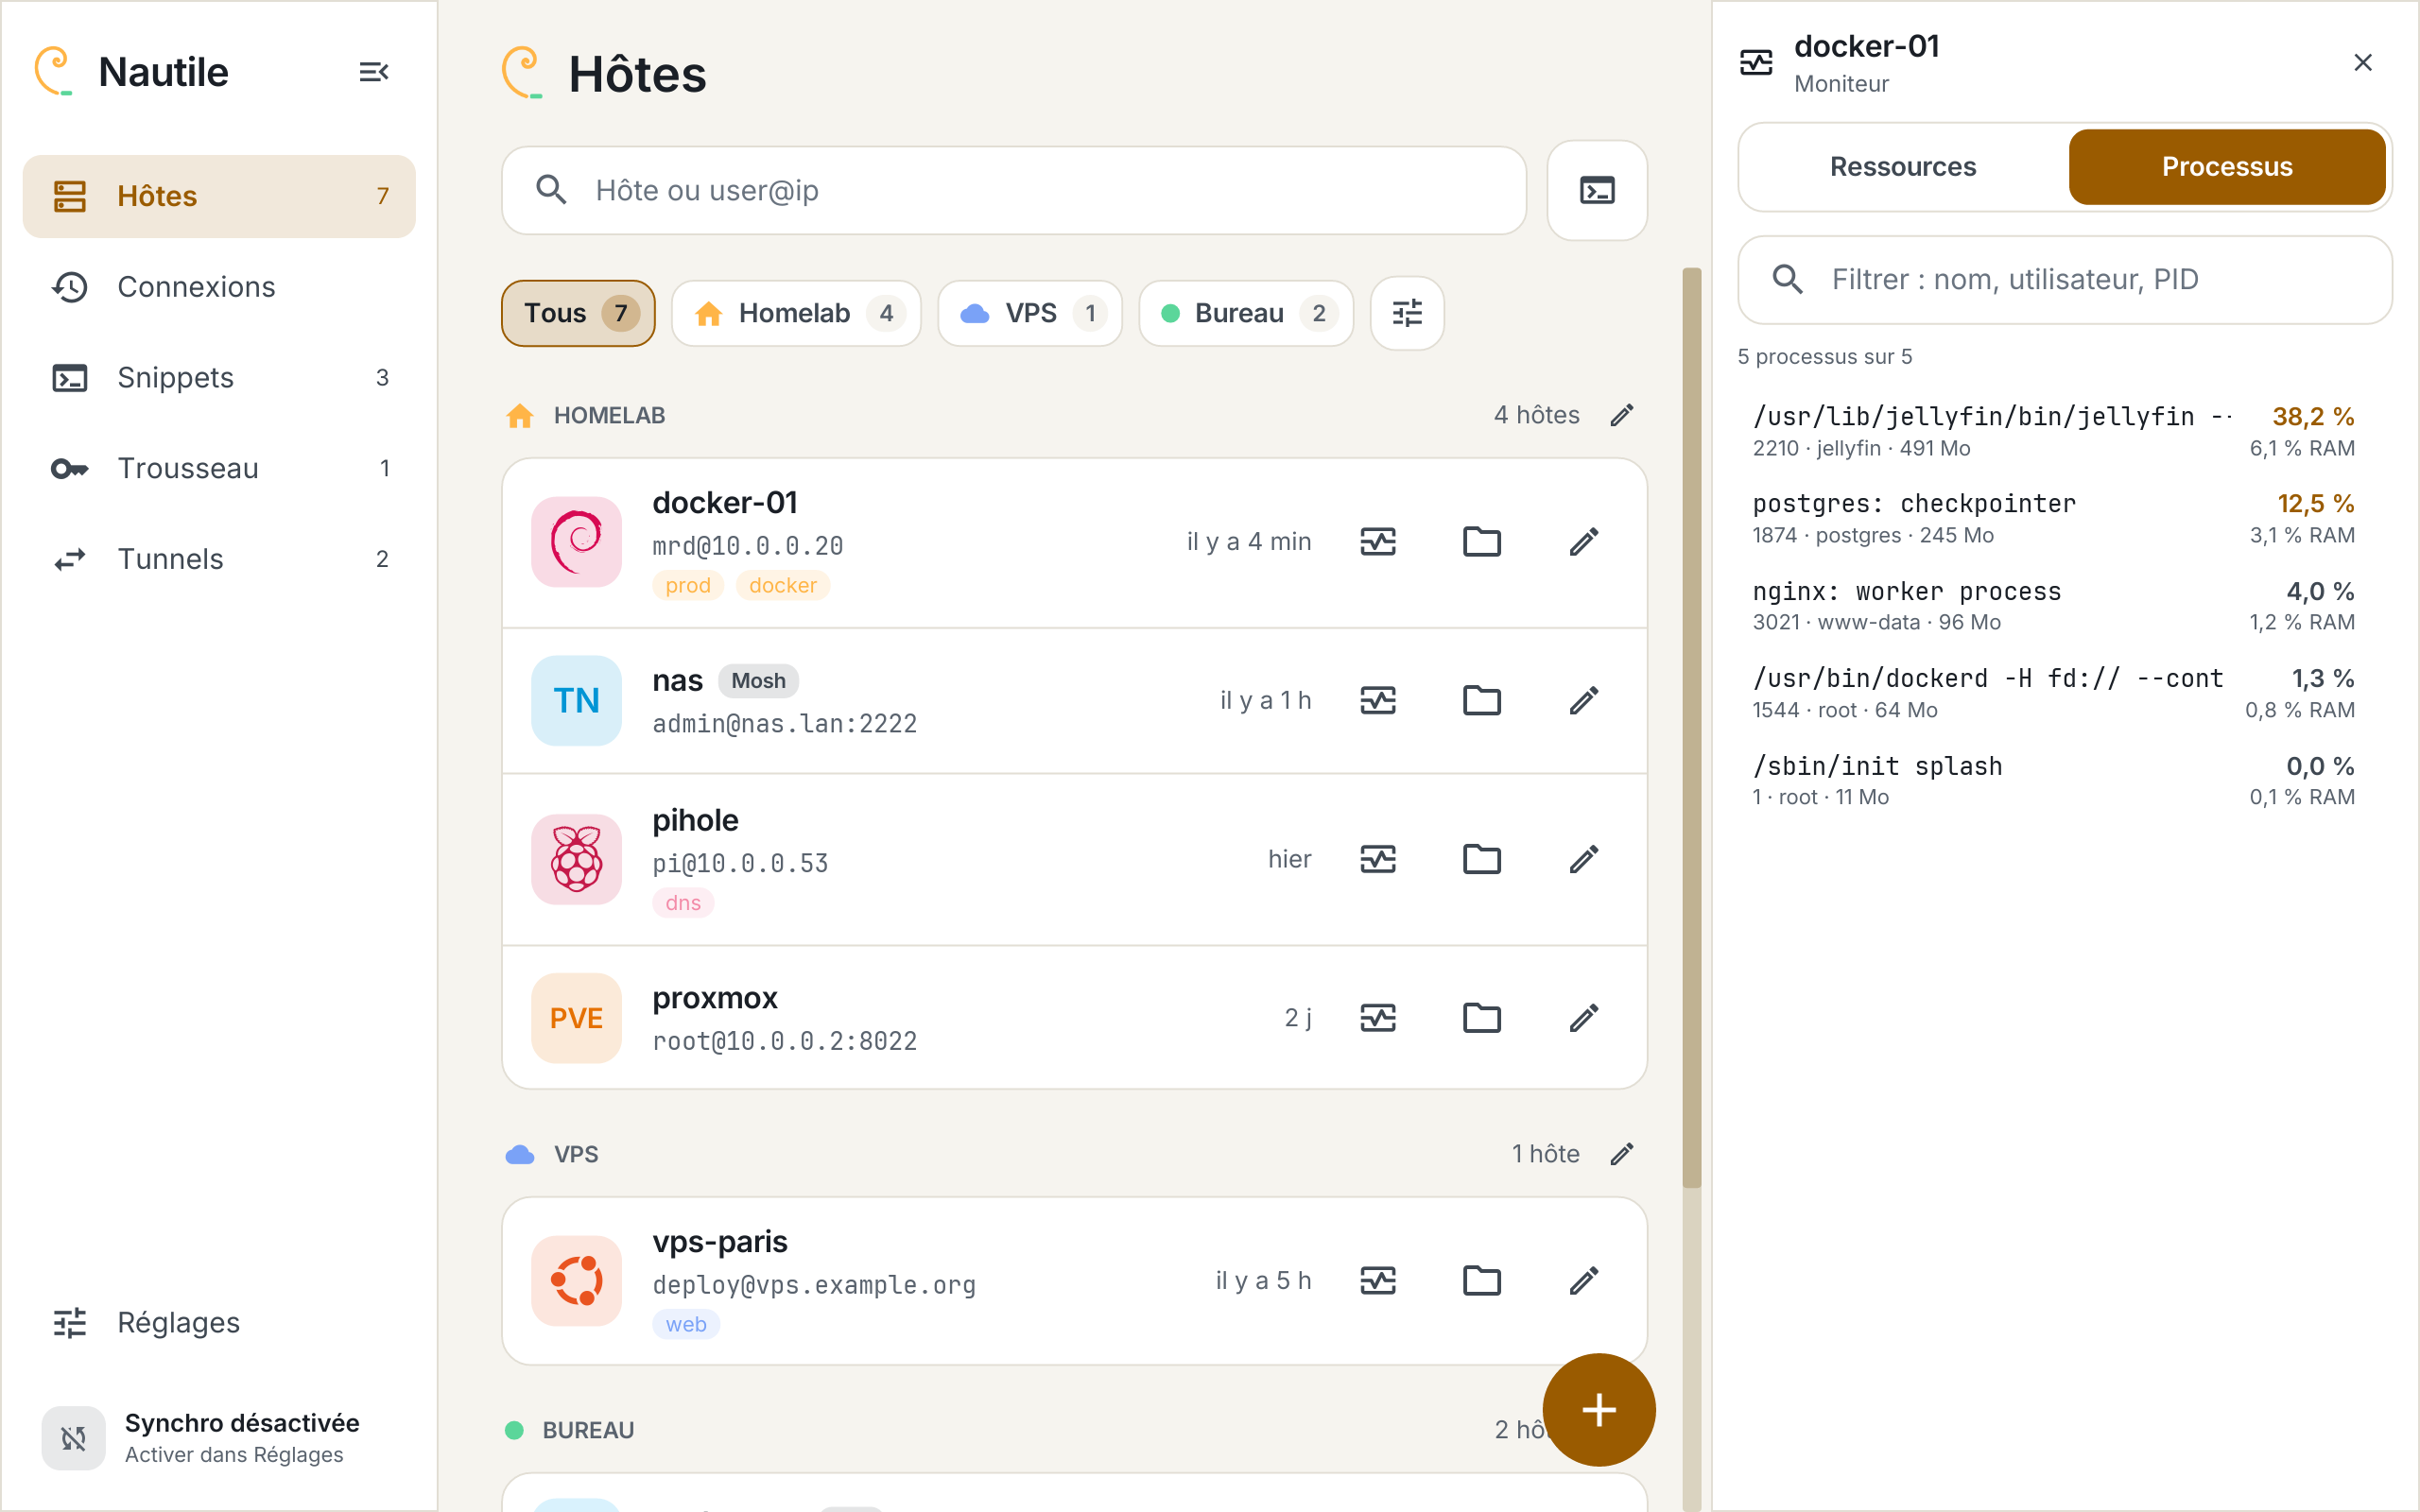 Nautile
Hôtes 7
Connexions
Snippets 3
Trousseau 1
Tunnels 2
Réglages
Synchro désactivée
Activer dans Réglages
Hôtes
Hôte ou user@ip
Tous 7 Homelab 4 VPS 1 Bureau 2
HOMELAB 4 hôtes
docker-01
mrd@10.0.0.20
prod docker
il y a 4 min
TN
nas Mosh
admin@nas.lan:2222
il y a 1 h
pihole
pi@10.0.0.53
dns
hier
PVE
proxmox
root@10.0.0.2:8022
2 j
VPS 1 hôte
vps-paris
deploy@vps.example.org
web
il y a 5 h
BUREAU 2
docker-01
Moniteur
Ressources Processus
Filtrer : nom, utilisateur, PID
5 processus sur 5
/usr/lib/jellyfin/bin/jellyfin -- 38,2 %
2210 · jellyfin · 491 Mo 6,1 % RAM
postgres: checkpointer 12,5 %
1874 · postgres · 245 Mo 3,1 % RAM
nginx: worker process 4,0 %
3021 · www-data · 96 Mo 1,2 % RAM
/usr/bin/dockerd -H fd:// --cont 1,3 %
1544 · root · 64 Mo 0,8 % RAM
/sbin/init splash 0,0 %
1 · root · 11 Mo 0,1 % RAM